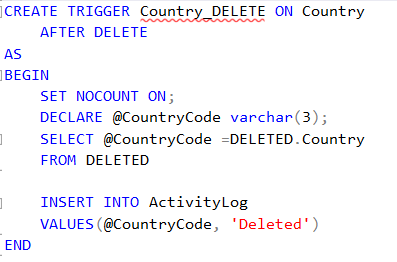 CREATE TRIGGER Country_DELETE ON Country
AFTER DELETE
AS
BEGIN
SET NOCOUNT ON;
DECLARE @CountryCode varchar(3);
SELECT @CountryCode =DELETED.Country
FROM DELETED
INSERT INTO ActivityLog
VALUES(@CountryCode, 'Deleted')
END